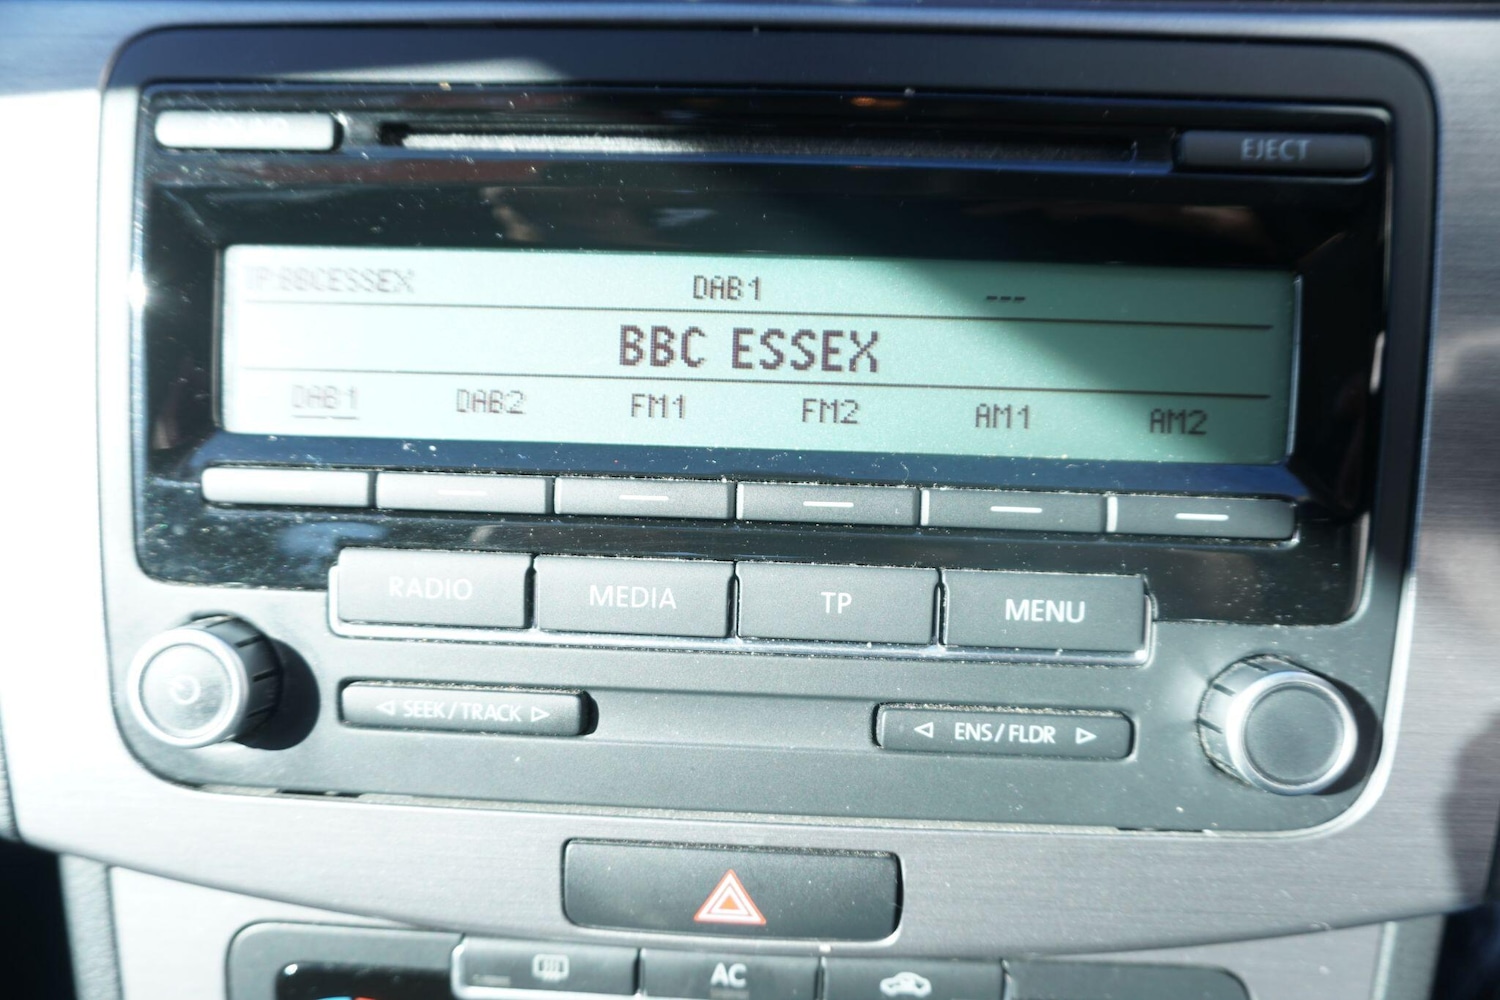 SOUND
EJECT
TP:BBCESSEX DAB1 ---
BBC ESSEX
DAB1 DAB2 FM1 FM2 AM1 AM2
RADIO MEDIA TP MENU
SEEK/TRACK ENS/FLDR
AC